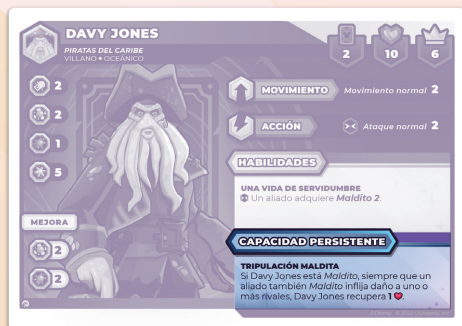 DAVY JONES
PIRATAS DEL CARIBE
VILLANO • OCEÁNICO
2
10
6
2
2
1
5
MOVIMIENTO
Movimiento normal 2
ACCIÓN
Ataque normal 2
HABILIDADES
UNA VIDA DE SERVIDUMBRE
Un aliado adquiere Maldito 2.
MEJORA
2
2
CAPACIDAD PERSISTENTE
TRIPULACIÓN MALDITA
Si Davy Jones está Maldito, siempre que un
aliado también Maldito inflija daño a uno o
más rivales, Davy Jones recupera 1